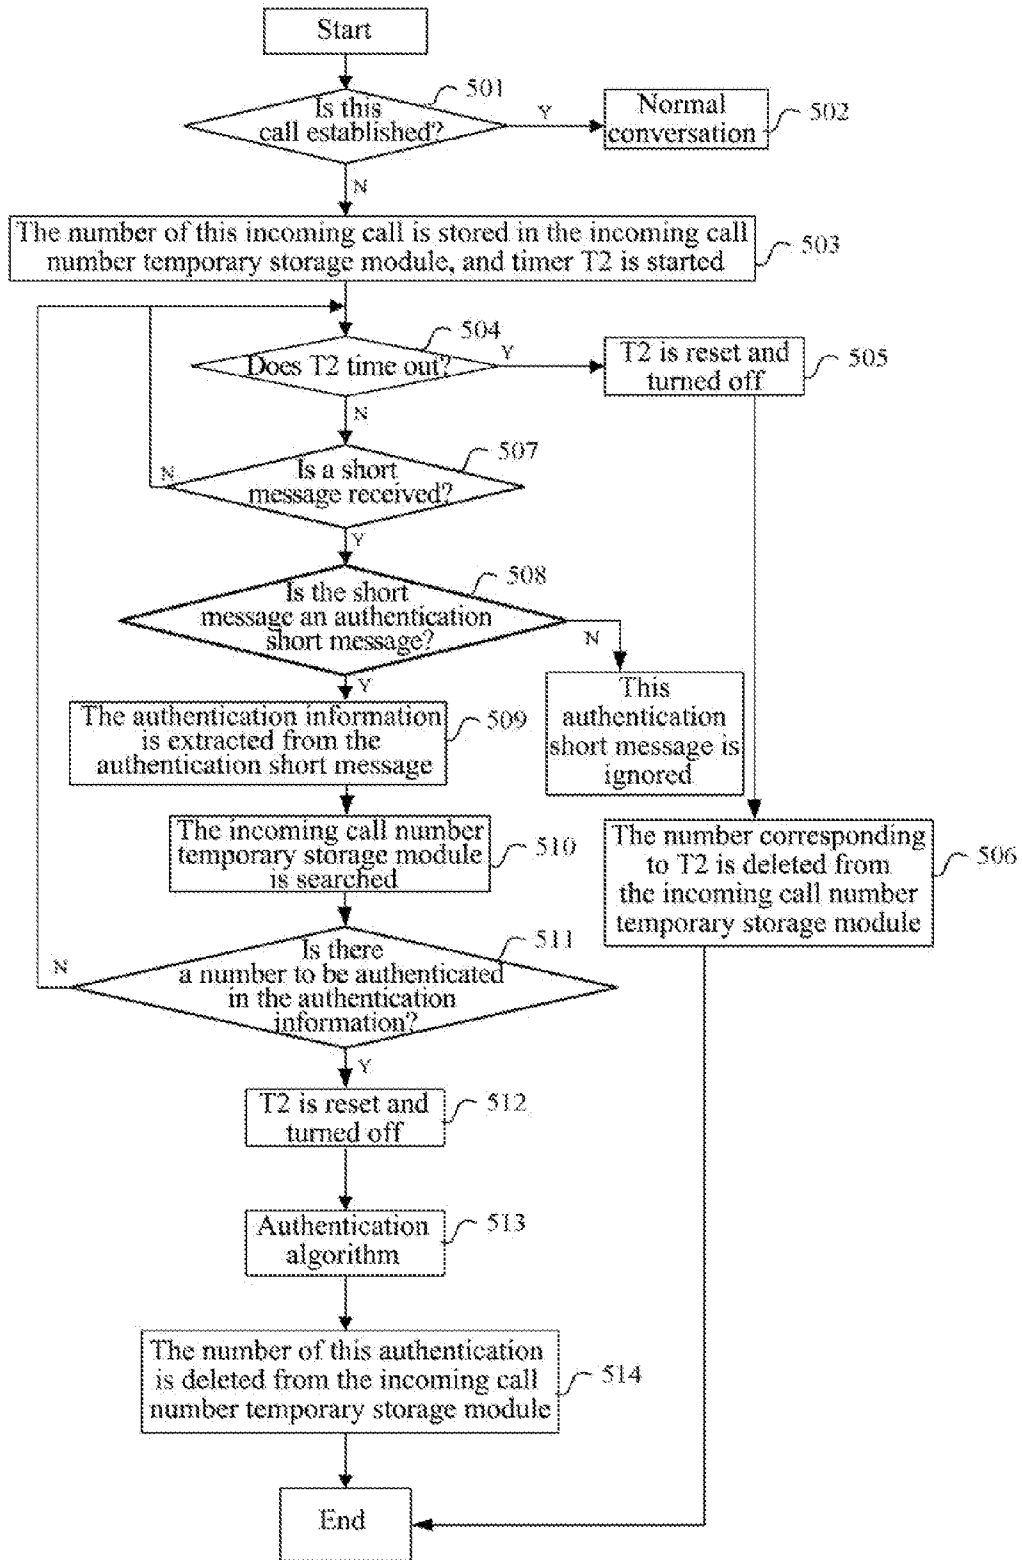 Start
501
Is this
call established?
Y
Normal
conversation
502
N
The number of this incoming call is stored in the incoming call
number temporary storage module, and timer T2 is started
503
504
Does T2 time out?
Y
T2 is reset and
turned off
505
N
507
Is a short
message received?
N
Y
508
Is the short
message an authentication
short message?
N
Y
This
authentication
short message is
ignored
The authentication information
is extracted from the
authentication short message
509
The incoming call number
temporary storage module
is searched
510
The number corresponding
to T2 is deleted from
the incoming call number
temporary storage module
506
511
Is there
a number to be authenticated
in the authentication
information?
N
Y
T2 is reset and
turned off
512
Authentication
algorithm
513
The number of this authentication
is deleted from the incoming call
number temporary storage module
514
End